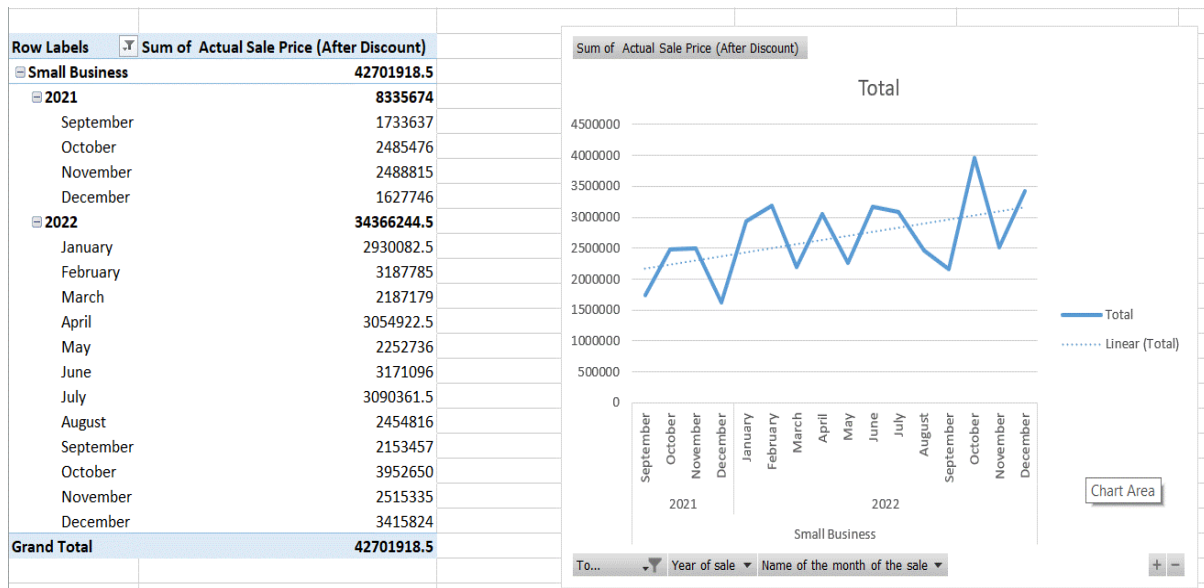 Row Labels Sum of Actual Sale Price (After Discount)
Small Business 42701918.5
2021 8335674
September 1733637
October 2485476
November 2488815
December 1627746
2022 34366244.5
January 2930082.5
February 3187785
March 2187179
April 3054922.5
May 2252736
June 3171096
July 3090361.5
August 2454816
September 2153457
October 3952650
November 2515335
December 3415824
Grand Total 42701918.5
Sum of Actual Sale Price (After Discount)
Total
4500000
4000000
3500000
3000000
2500000
2000000
1500000
1000000
500000
0
September
October
November
December
January
February
March
April
May
June
July
August
September
October
November
December
2021 2022
Small Business
Total
Linear (Total)
Chart Area
To... Year of sale Name of the month of the sale + −